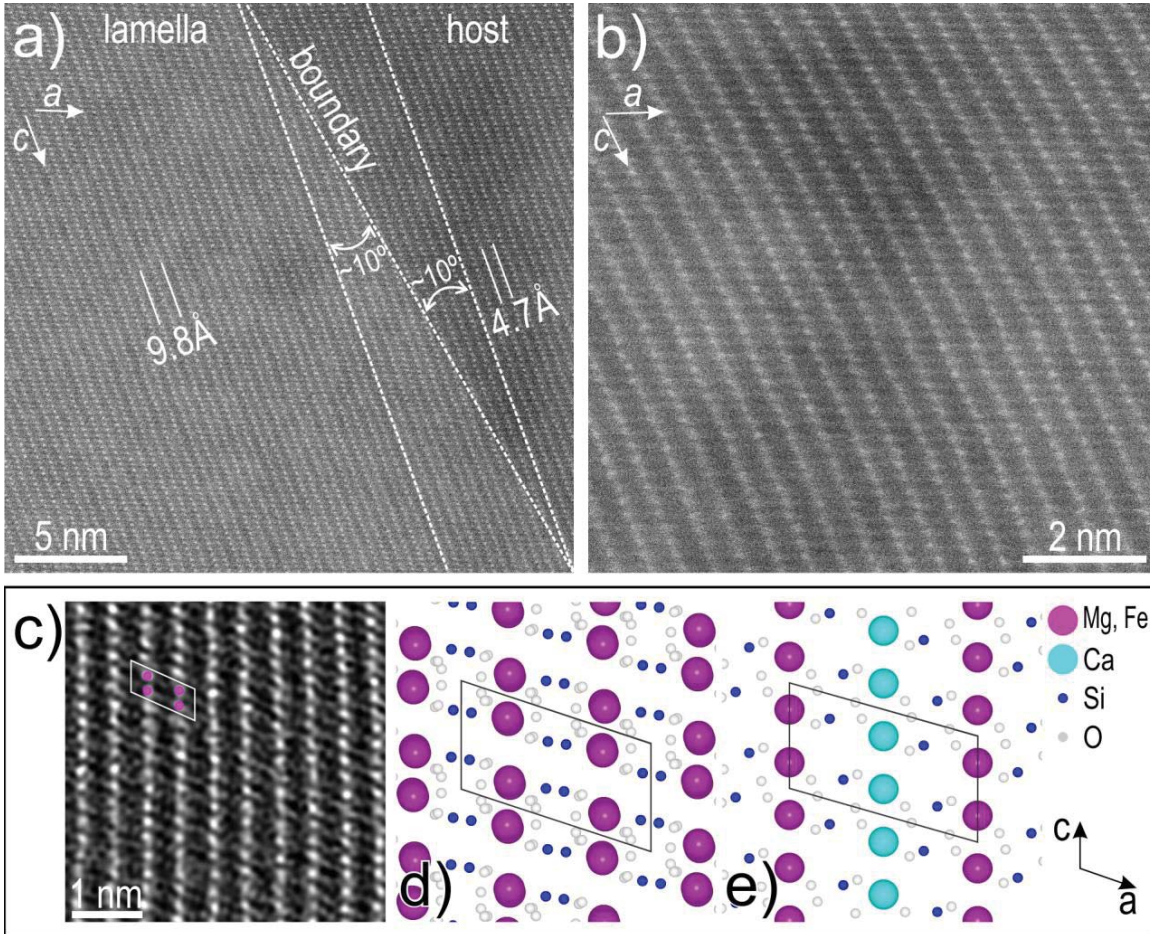 a)
lamella
host
boundary
a
c
~10°
~10°
9.8Å
4.7Å
5 nm
b)
a
c
2 nm
c)
1 nm
d)
e)
Mg, Fe
Ca
Si
O
c
a